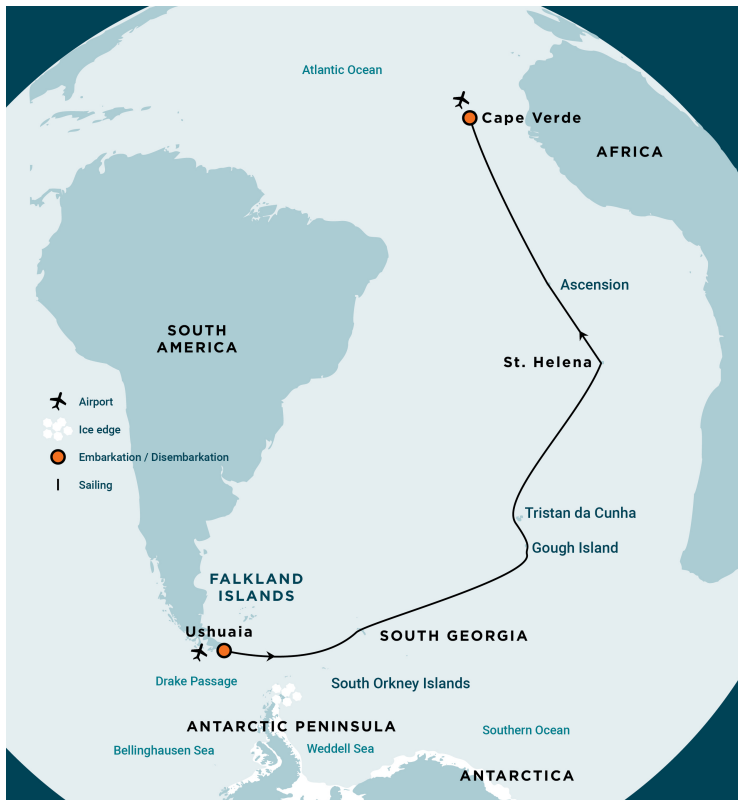 Atlantic Ocean
Cape Verde
AFRICA
Ascension
SOUTH
AMERICA
St. Helena
Airport
Ice edge
Embarkation / Disembarkation
Sailing
Tristan da Cunha
Gough Island
FALKLAND
ISLANDS
Ushuaia
SOUTH GEORGIA
Drake Passage
South Orkney Islands
ANTARCTIC PENINSULA
Southern Ocean
Bellinghausen Sea
Weddell Sea
ANTARCTICA